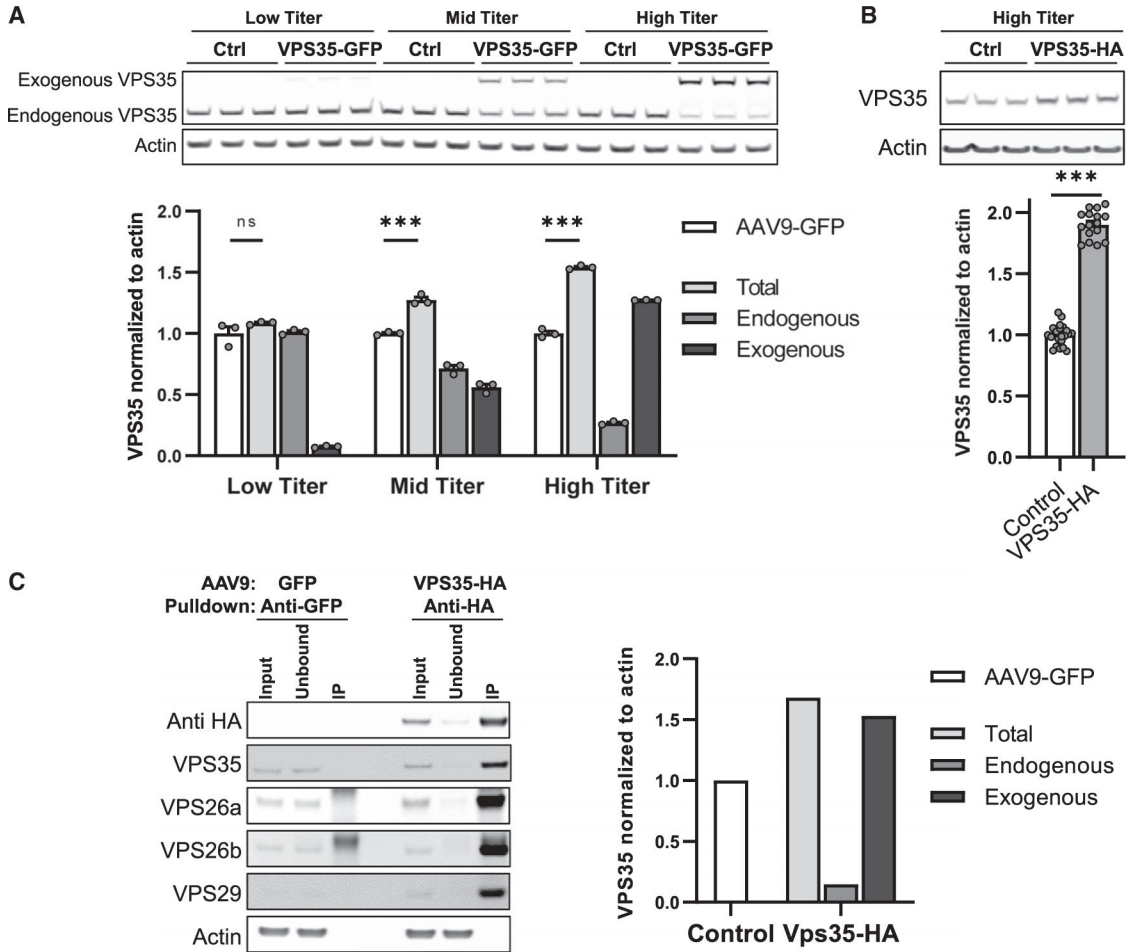 A
Low Titer Mid Titer High Titer
Ctrl VPS35-GFP Ctrl VPS35-GFP Ctrl VPS35-GFP
Exogenous VPS35
Endogenous VPS35
Actin
VPS35 normalized to actin
2.0
1.5
1.0
0.5
0.0
ns
***
***
Low Titer Mid Titer High Titer
AAV9-GFP
Total
Endogenous
Exogenous
B
High Titer
Ctrl VPS35-HA
VPS35
Actin
***
VPS35 normalized to actin
2.0
1.5
1.0
0.5
0.0
Control
VPS35-HA
C
AAV9: GFP VPS35-HA
Pulldown: Anti-GFP Anti-HA
Input Unbound IP Input Unbound IP
Anti HA
VPS35
VPS26a
VPS26b
VPS29
Actin
VPS35 normalized to actin
2.0
1.5
1.0
0.5
0.0
Control Vps35-HA
AAV9-GFP
Total
Endogenous
Exogenous